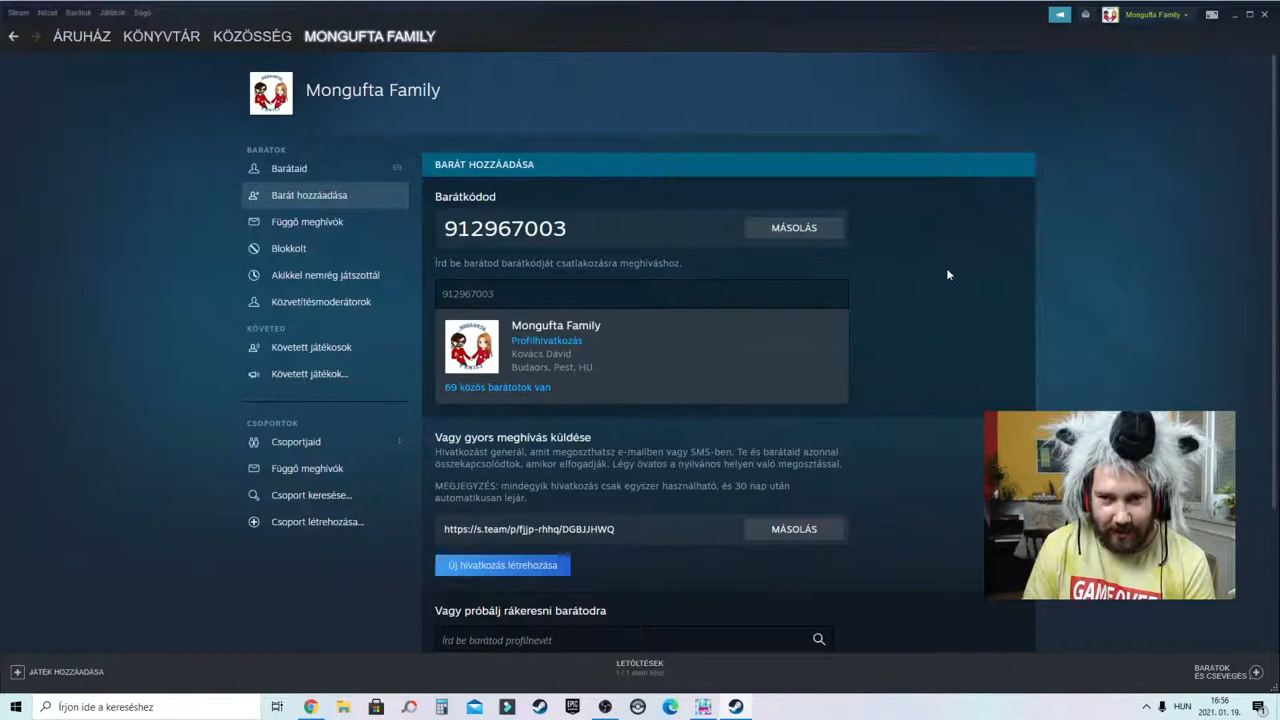 Steam Nézet Barátok Játékok Súgó
Mongufta Family
ÁRUHÁZ KÖNYVTÁR KÖZÖSSÉG MONGUFTA FAMILY
Mongufta Family
BARÁTOK
Barátaid 69
Barát hozzáadása
Függő meghívók
Blokkolt
Akikkel nemrég játszottál
Közvetítésmoderátorok
KÖVETED
Követett játékosok
Követett játékok...
CSOPORTOK
Csoportjaid 1
Függő meghívók
Csoport keresése...
Csoport létrehozása...
BARÁT HOZZÁADÁSA
Barátkódod
912967003 MÁSOLÁS
Írd be barátod barátkódját csatlakozásra meghíváshoz.
912967003
Mongufta Family
Profilhivatkozás
Kovács Dávid
Budaors, Pest, HU
69 közös barátotok van
Vagy gyors meghívás küldése
Hivatkozást generál, amit megoszthatsz e-mailben vagy SMS-ben. Te és barátaid azonnal
összekapcsolódtok, amikor elfogadják. Légy óvatos a nyilvános helyen való megosztással.
MEGJEGYZÉS: mindegyik hivatkozás csak egyszer használható, és 30 nap után
automatikusan lejár.
https://s.team/p/fjjp-rhhq/DGBJJHWQ MÁSOLÁS
Új hivatkozás létrehozása
Vagy próbálj rákeresni barátodra
Írd be barátod profilnevét
GAME OVER
JÁTÉK HOZZÁADÁSA
LETÖLTÉSEK
1 / 1 elem kész
BARÁTOK
ÉS CSEVEGÉS
Írjon ide a kereséshez
EPIC
HUN
16:56
2021. 01. 19.
1